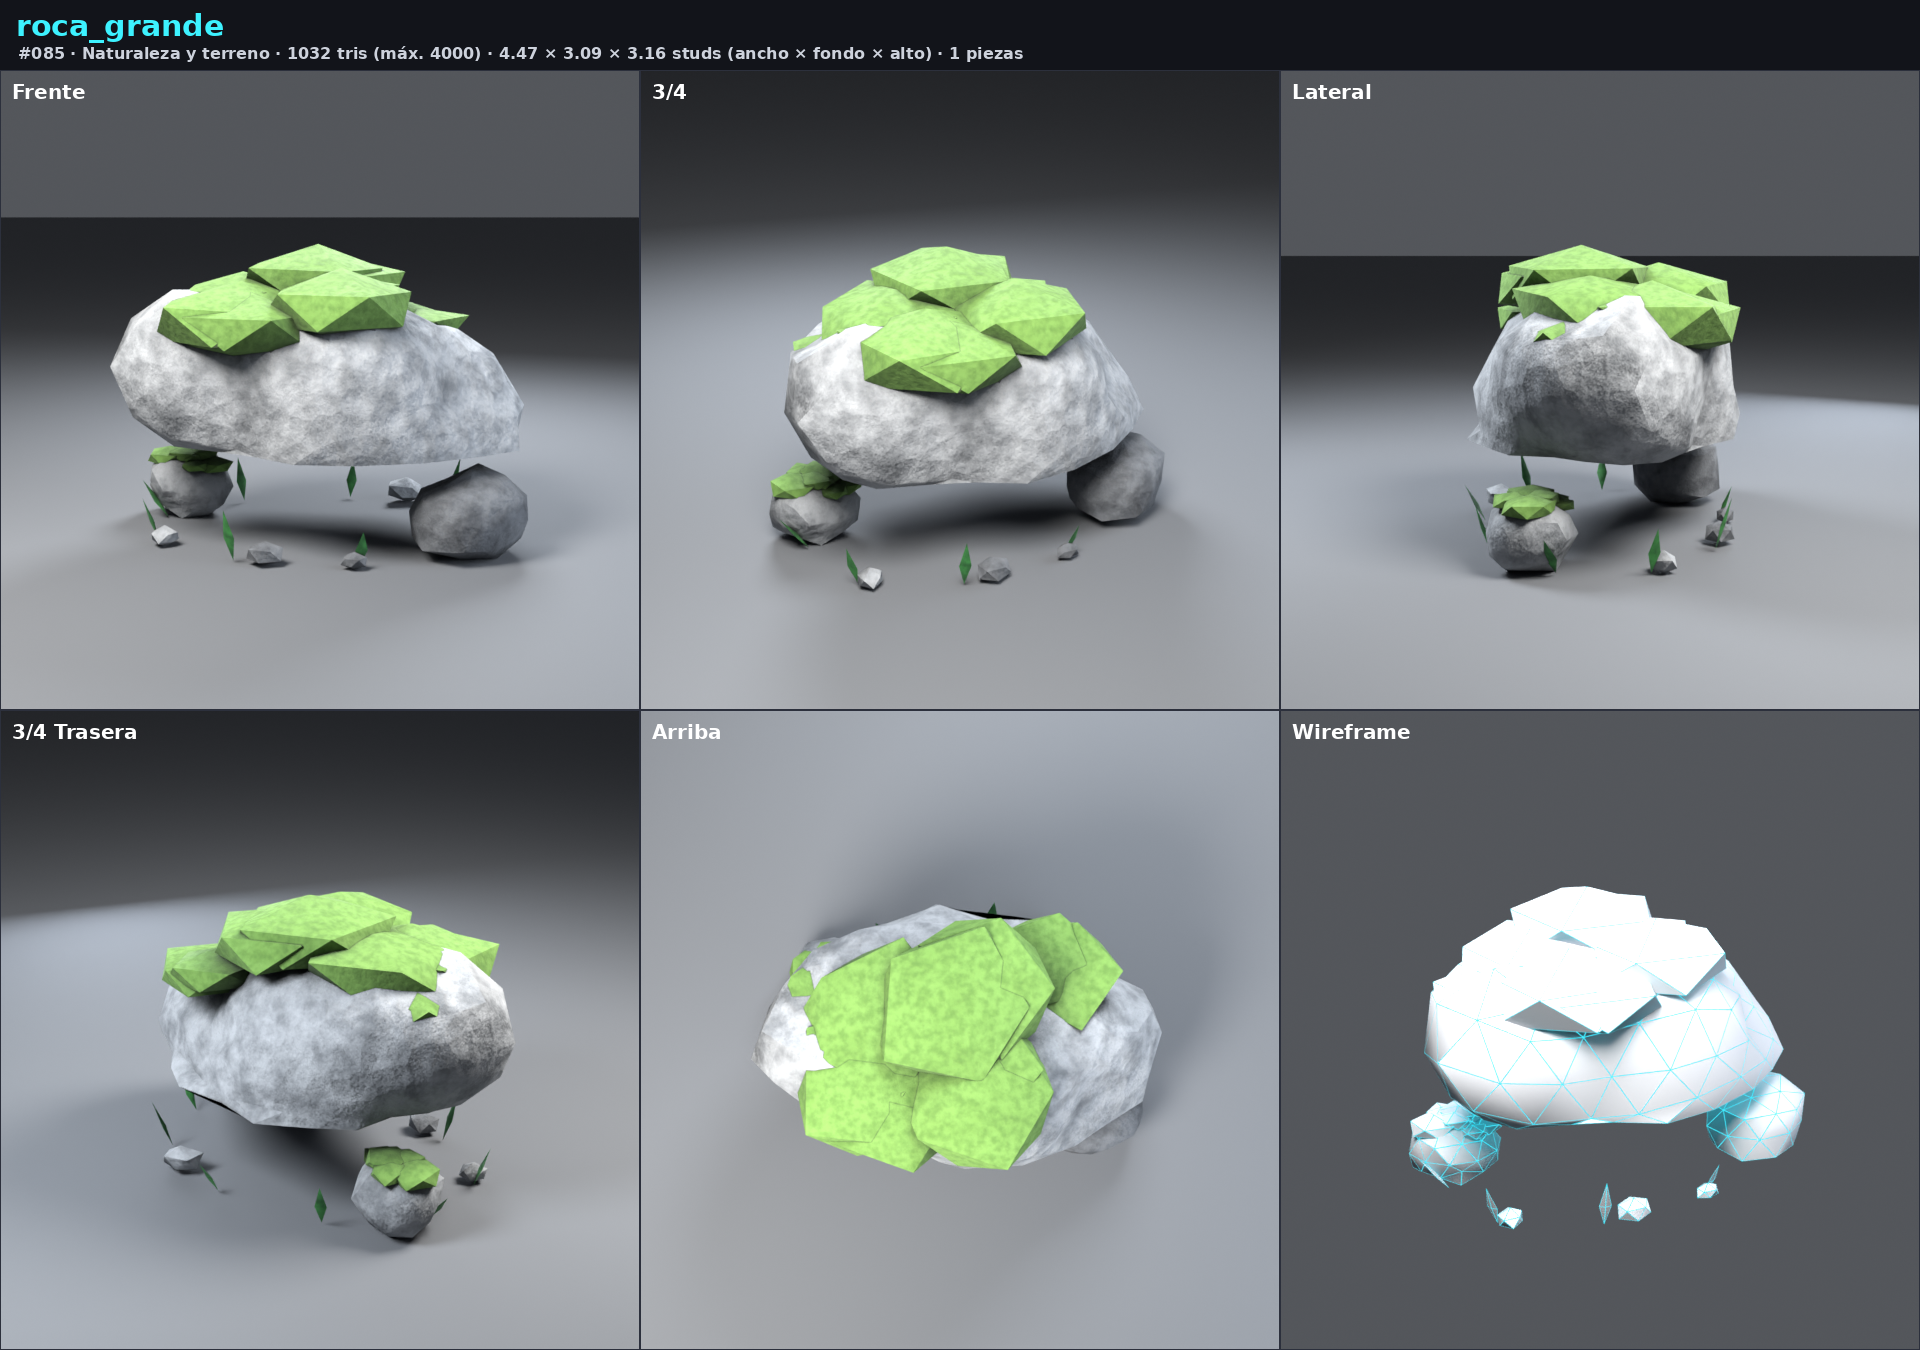 roca_grande
#085 · Naturaleza y terreno · 1032 tris (máx. 4000) · 4.47 × 3.09 × 3.16 studs (ancho × fondo × alto) · 1 piezas
Frente
3/4
Lateral
3/4 Trasera
Arriba
Wireframe